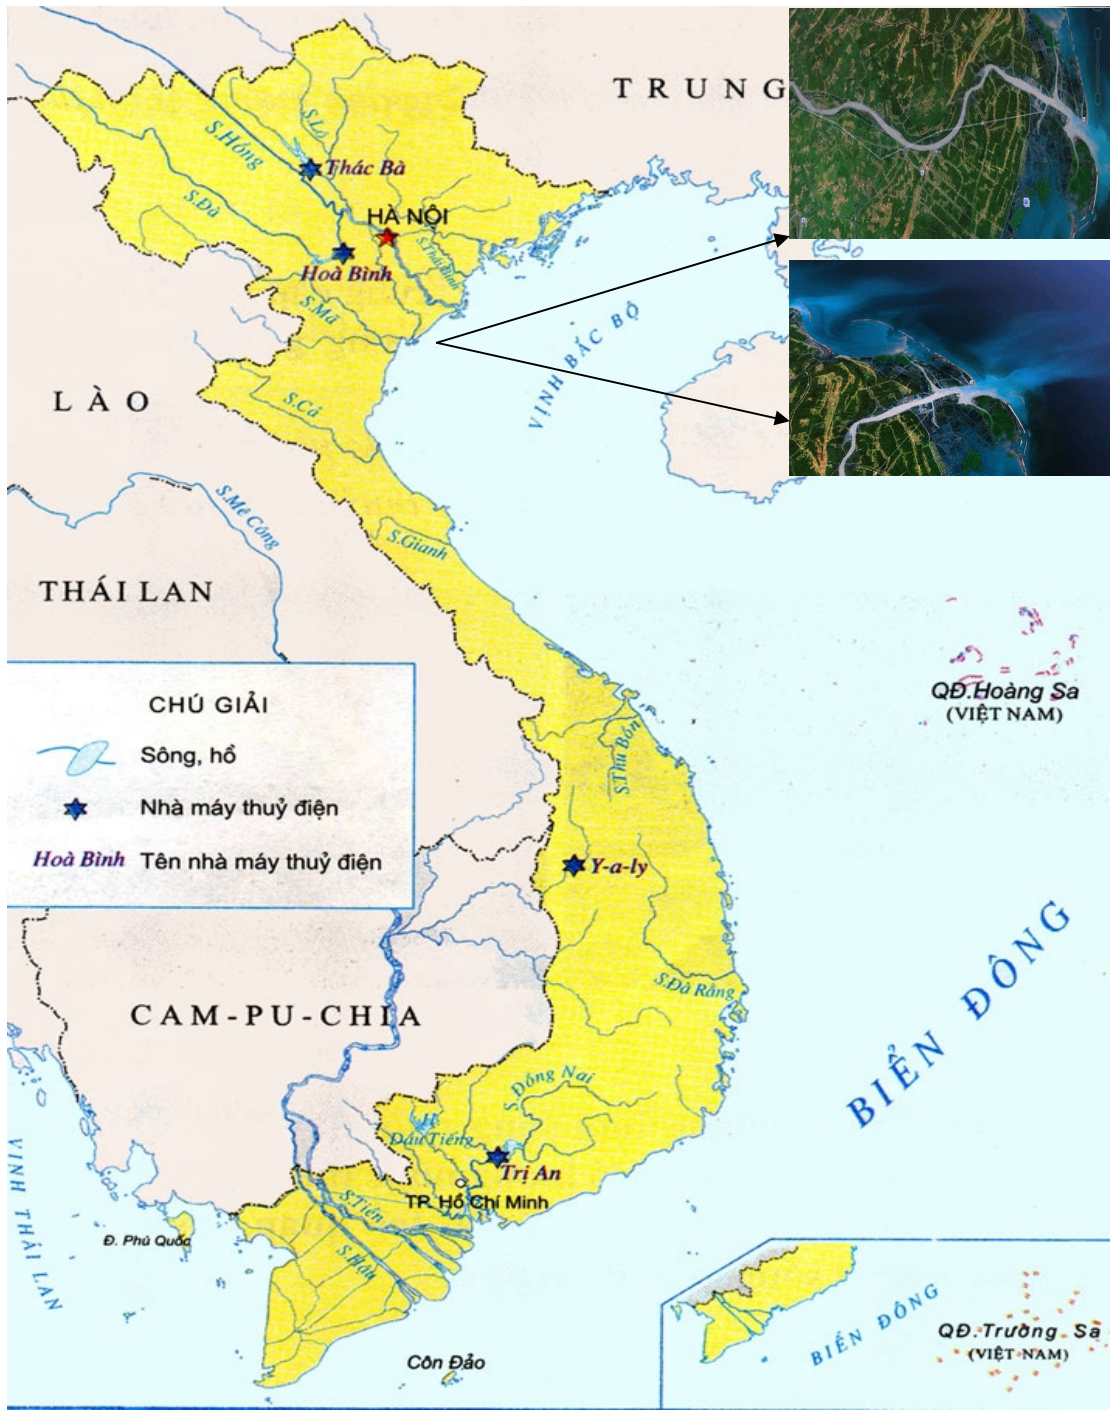 TRUNG
S.Lô
S.Hồng
Thác Bà
S.Đà
HÀ NỘI
S.Thái Bình
Hoà Bình
S.Mã
VỊNH BẮC BỘ
LÀO
S.Cả
S.Mê Công
S.Gianh
THÁI LAN
QĐ.Hoàng Sa
(VIỆT NAM)
CHÚ GIẢI
Sông, hồ
Nhà máy thuỷ điện
Hoà Bình Tên nhà máy thuỷ điện
S.Thu Bồn
Y-a-ly
S.Đà Rằng
CAM-PU-CHIA
BIỂN ĐÔNG
S.Đồng Nai
H.
Dầu Tiếng
Trị An
TP. Hồ Chí Minh
VỊNH THÁI LAN
S.Tiền
S.Hậu
Đ. Phú Quốc
Côn Đảo
BIỂN ĐÔNG
QĐ.Trường Sa
(VIỆT NAM)